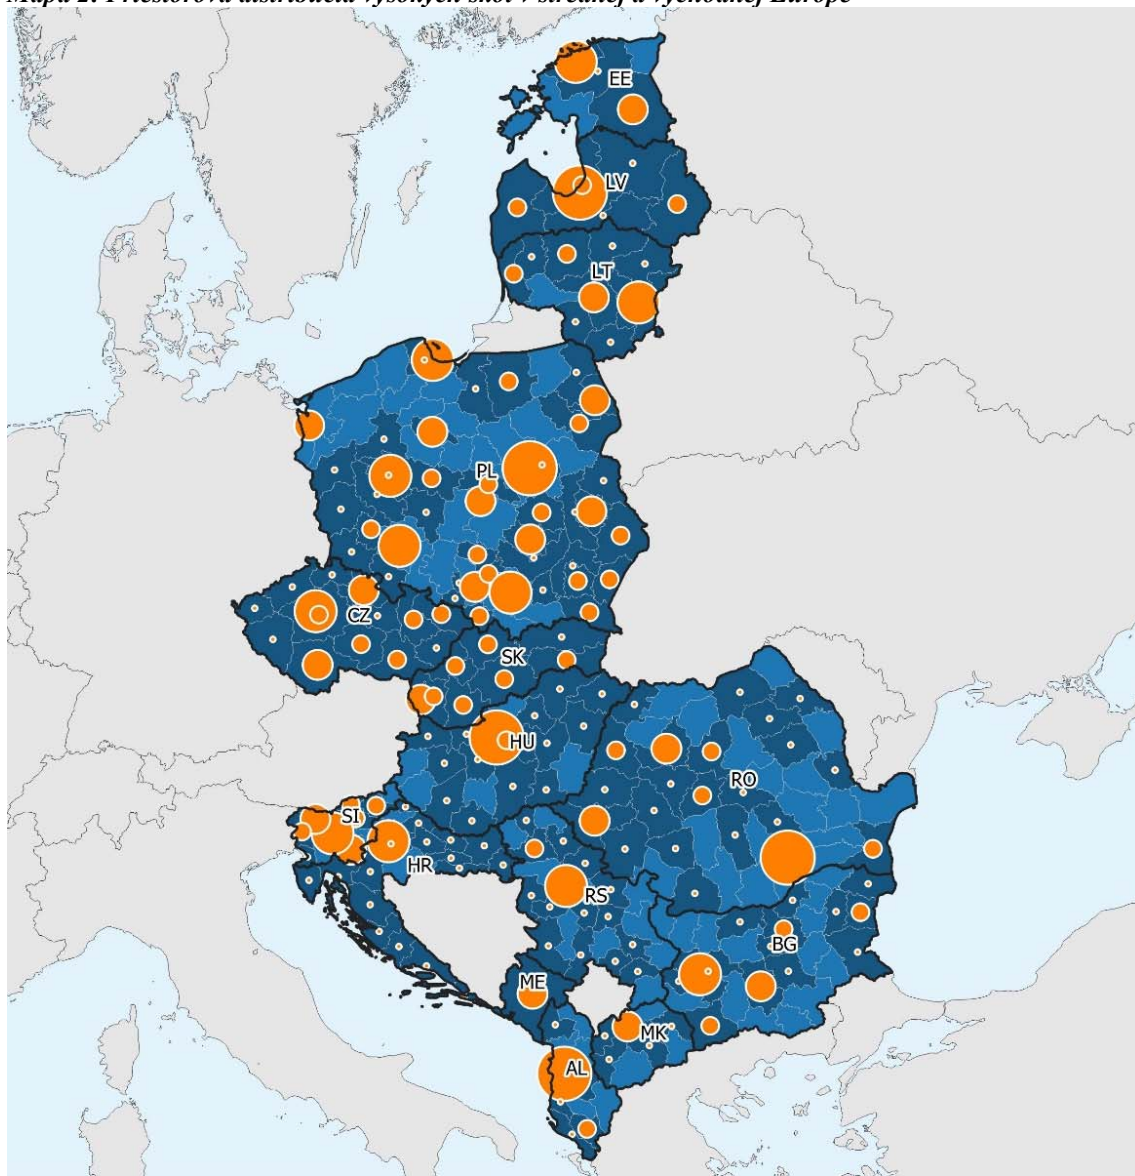 Mapa 2: Priestorová distribúcia vysokých škôl v strednej a východnej Európe
EE
LV
LT
PL
CZ
SK
HU
RO
SI
HR
RS
BG
ME
MK
AL